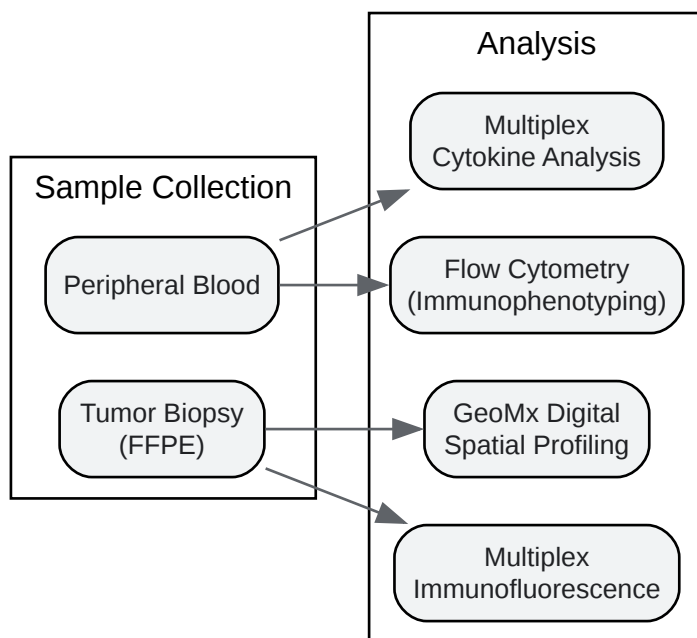 Sample Collection
Peripheral Blood
Tumor Biopsy
(FFPE)
Analysis
Multiplex
Cytokine Analysis
Flow Cytometry
(Immunophenotyping)
GeoMx Digital
Spatial Profiling
Multiplex
Immunofluorescence